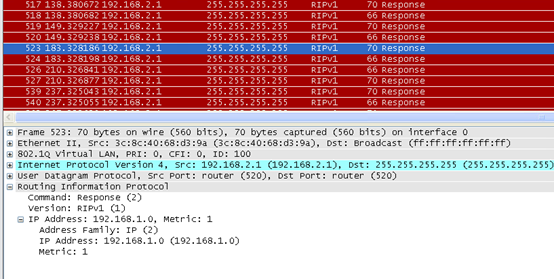 517 138.380672 192.168.2.1 255.255.255.255 RIPv1 70 Response
518 138.380682 192.168.2.1 255.255.255.255 RIPv1 66 Response
519 149.329227 192.168.2.1 255.255.255.255 RIPv1 70 Response
520 149.329238 192.168.2.1 255.255.255.255 RIPv1 66 Response
523 183.328186 192.168.2.1 255.255.255.255 RIPv1 70 Response
524 183.328198 192.168.2.1 255.255.255.255 RIPv1 66 Response
526 210.326841 192.168.2.1 255.255.255.255 RIPv1 70 Response
527 210.326877 192.168.2.1 255.255.255.255 RIPv1 66 Response
539 237.325043 192.168.2.1 255.255.255.255 RIPv1 70 Response
540 237.325055 192.168.2.1 255.255.255.255 RIPv1 66 Response
Frame 523: 70 bytes on wire (560 bits), 70 bytes captured (560 bits) on interface 0
Ethernet II, Src: 3c:8c:40:68:d3:9a (3c:8c:40:68:d3:9a), Dst: Broadcast (ff:ff:ff:ff:ff:ff)
802.1Q Virtual LAN, PRI: 0, CFI: 0, ID: 100
Internet Protocol Version 4, Src: 192.168.2.1 (192.168.2.1), Dst: 255.255.255.255 (255.255.255.255)
User Datagram Protocol, Src Port: router (520), Dst Port: router (520)
Routing Information Protocol
Command: Response (2)
Version: RIPv1 (1)
IP Address: 192.168.1.0, Metric: 1
Address Family: IP (2)
IP Address: 192.168.1.0 (192.168.1.0)
Metric: 1